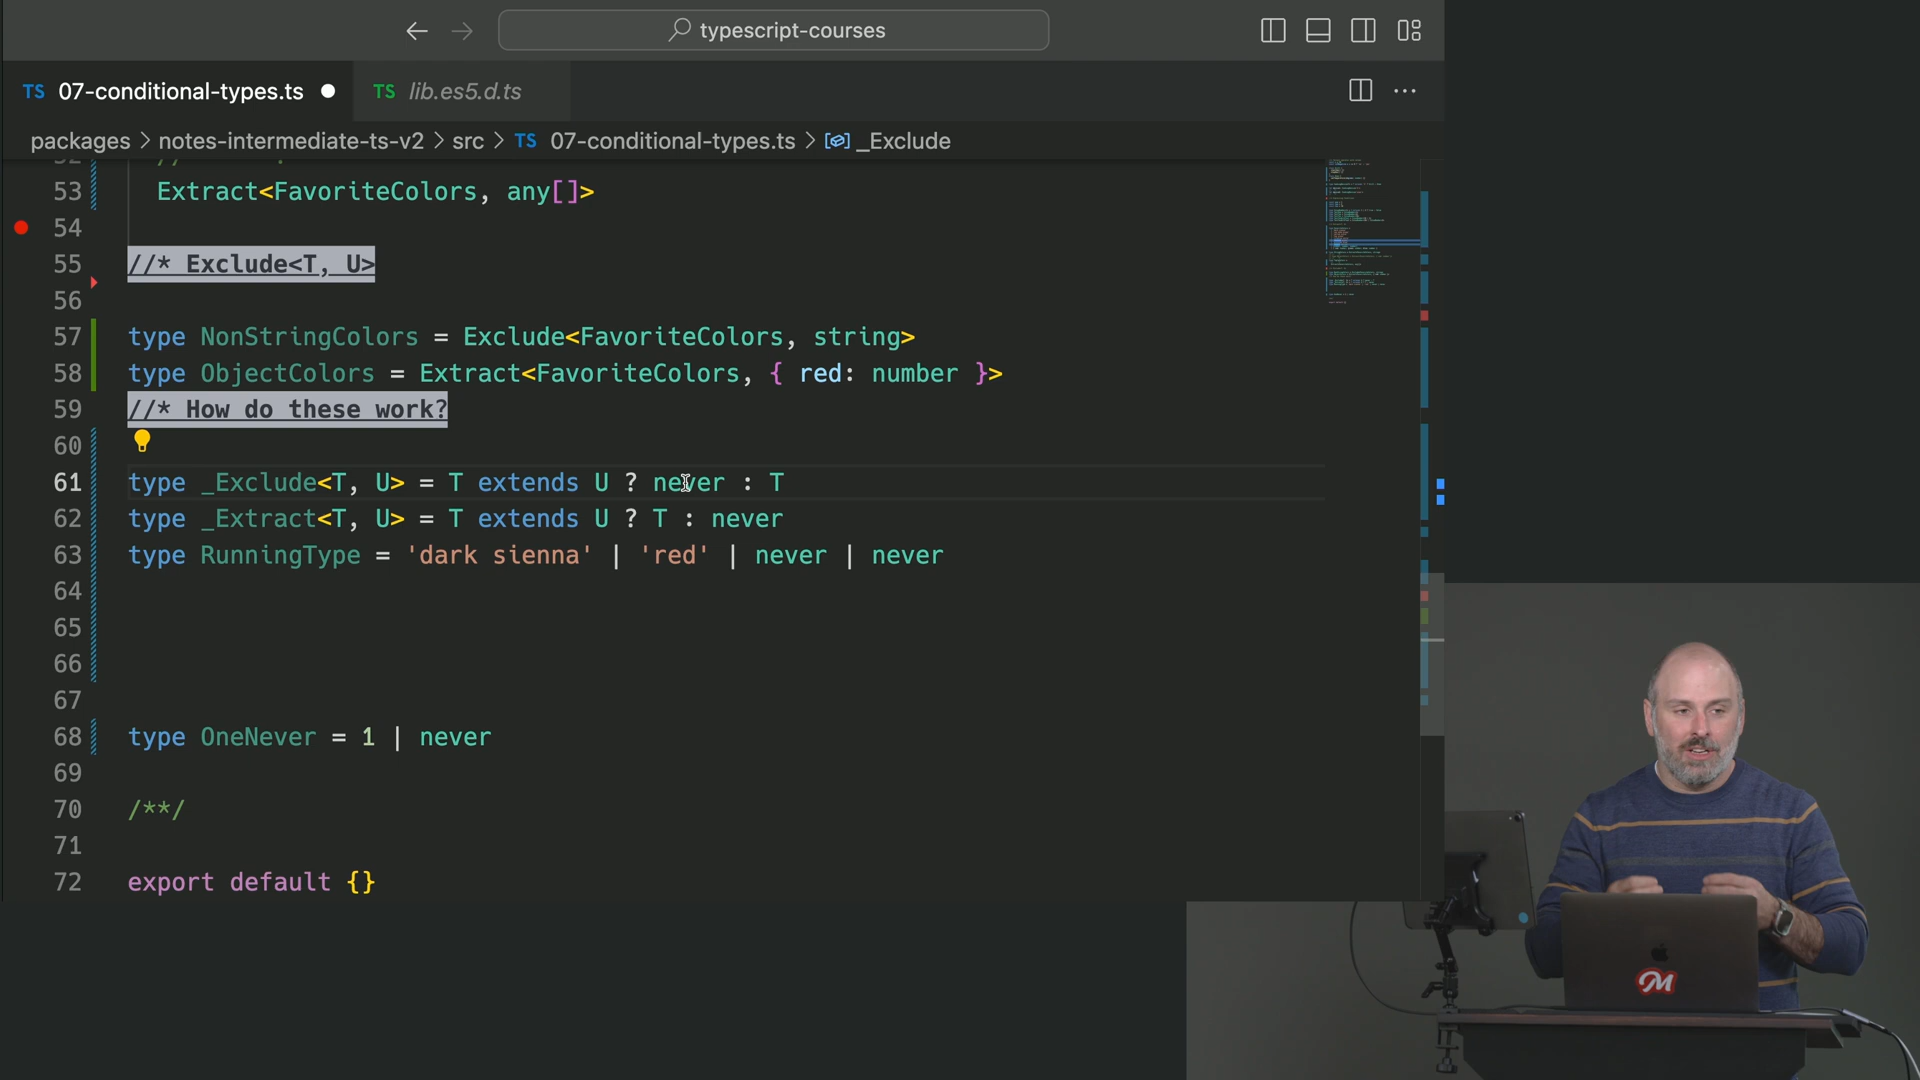 typescript-courses
TS 07-conditional-types.ts TS lib.es5.d.ts
packages > notes-intermediate-ts-v2 > src > TS 07-conditional-types.ts > _Exclude
53 Extract<FavoriteColors, any[]>
54
55 //* Exclude<T, U>
56
57 type NonStringColors = Exclude<FavoriteColors, string>
58 type ObjectColors = Extract<FavoriteColors, { red: number }>
59 //* How do these work?
60
61 type _Exclude<T, U> = T extends U ? never : T
62 type _Extract<T, U> = T extends U ? T : never
63 type RunningType = 'dark sienna' | 'red' | never | never
64
65
66
67
68 type OneNever = 1 | never
69
70 /**/
71
72 export default {}
M